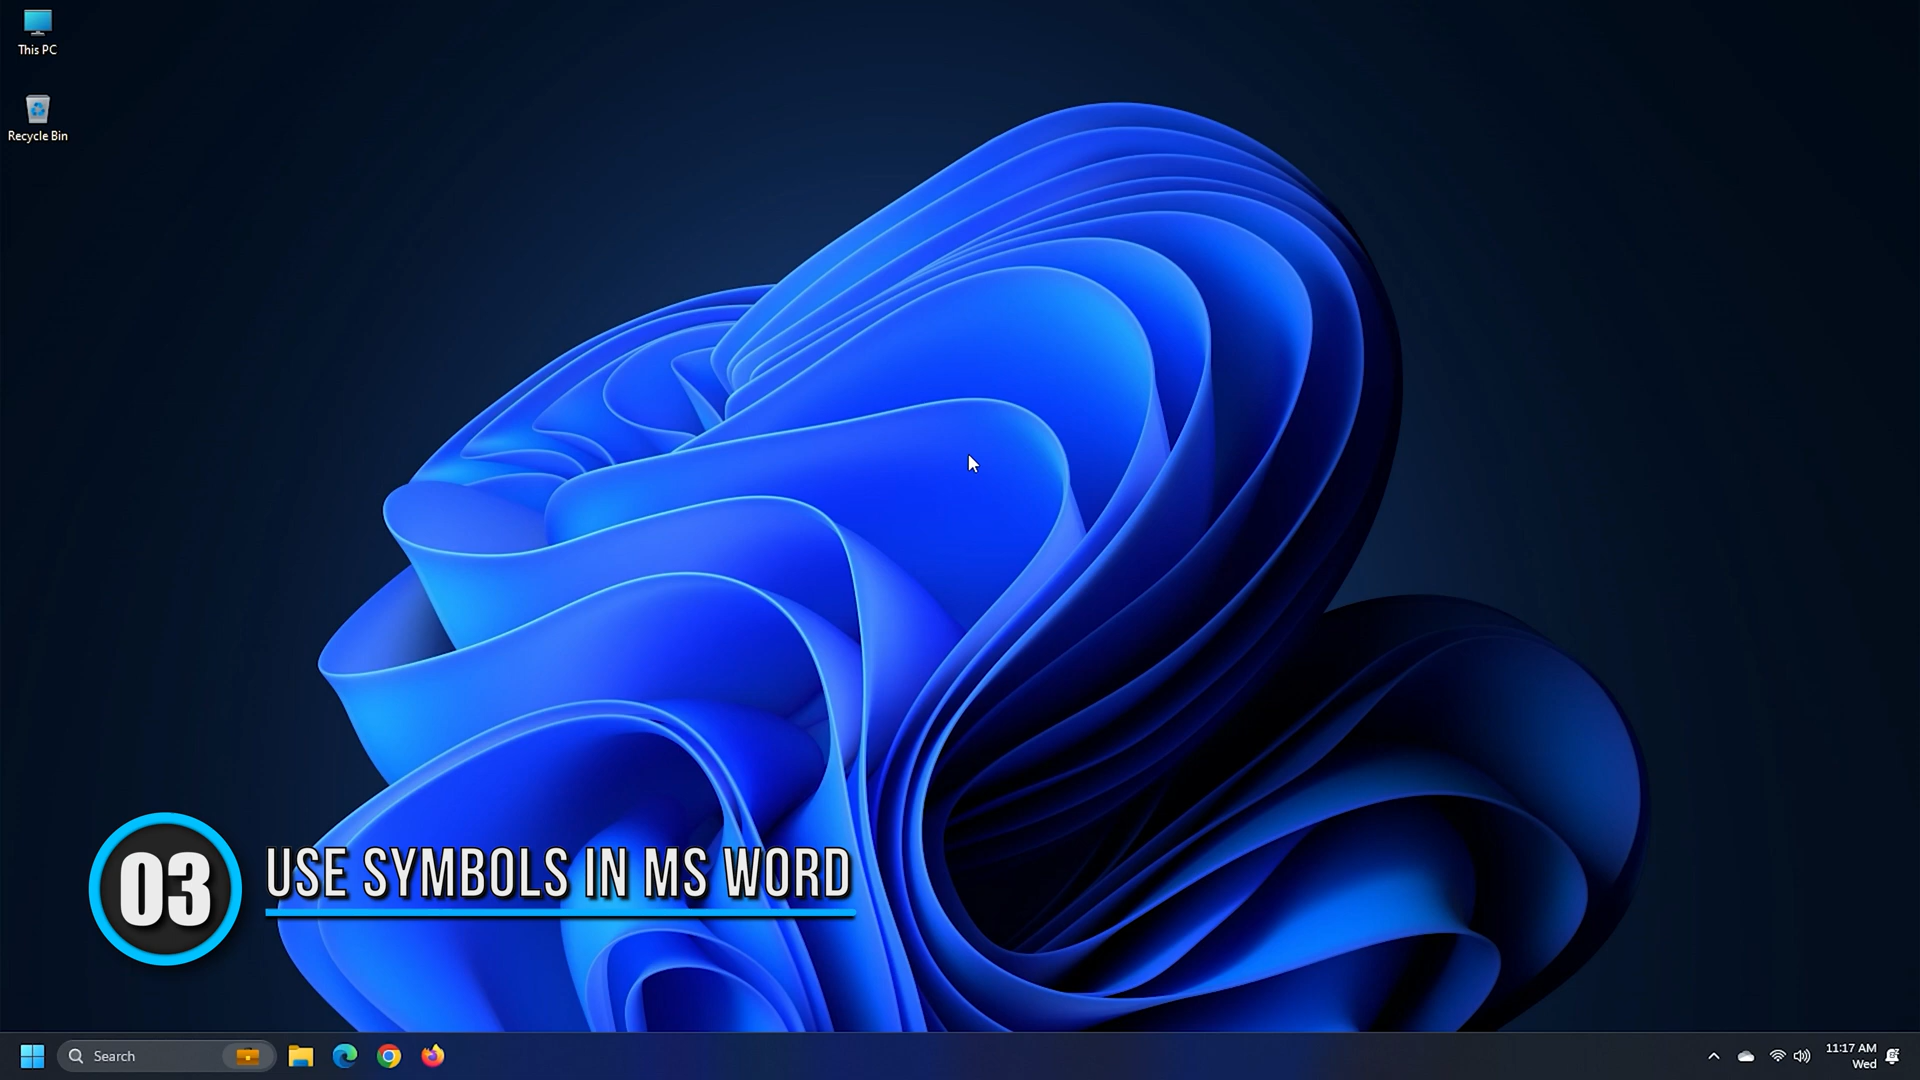 This PC
Recycle Bin
03
USE SYMBOLS IN MS WORD
Search
11:17 AM
Wed